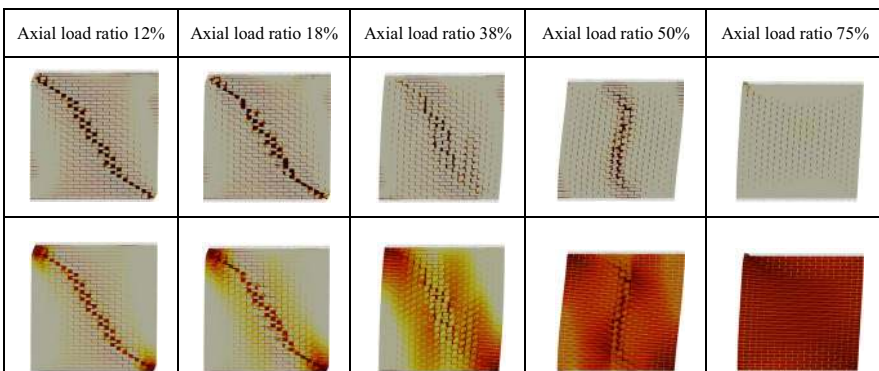 Axial load ratio 12%
Axial load ratio 18%
Axial load ratio 38%
Axial load ratio 50%
Axial load ratio 75%